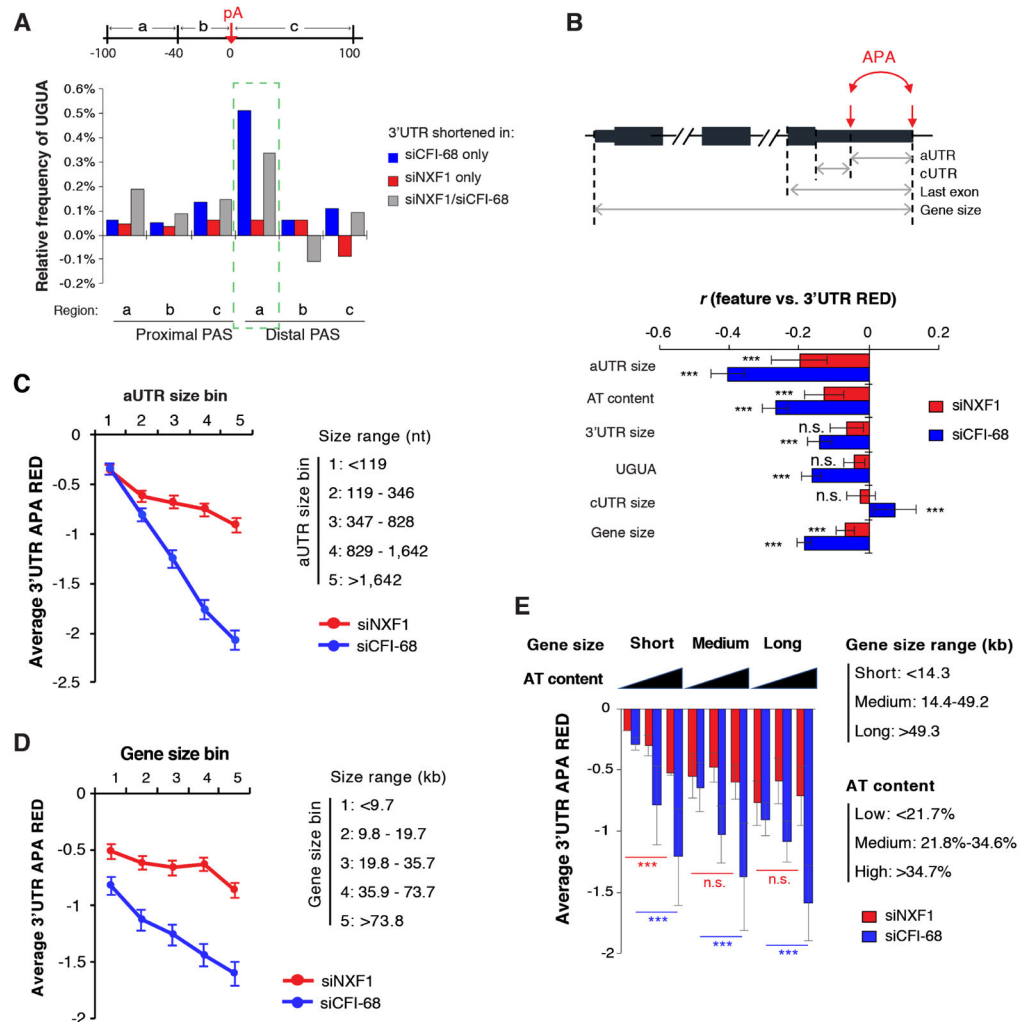 A
pA
a b c
-100 -40 0 100
Relative frequency of UGUA
0.6%
0.5%
0.4%
0.3%
0.2%
0.1%
0.0%
-0.1%
-0.2%
3'UTR shortened in:
siCFI-68 only
siNXF1 only
siNXF1/siCFI-68
Region: a b c a b c
Proximal PAS Distal PAS
B
APA
aUTR
cUTR
Last exon
Gene size
r (feature vs. 3'UTR RED)
-0.6 -0.4 -0.2 0 0.2
aUTR size *** ***
AT content *** ***
3'UTR size n.s. ***
UGUA n.s. ***
cUTR size n.s. ***
Gene size *** ***
siNXF1
siCFI-68
C
aUTR size bin
1 2 3 4 5
Average 3'UTR APA RED
0
-0.5
-1
-1.5
-2
-2.5
Size range (nt)
aUTR size bin
1: <119
2: 119 - 346
3: 347 - 828
4: 829 - 1,642
5: >1,642
siNXF1
siCFI-68
D
Gene size bin
1 2 3 4 5
Average 3'UTR APA RED
0
-0.5
-1
-1.5
-2
Size range (kb)
Gene size bin
1: <9.7
2: 9.8 - 19.7
3: 19.8 - 35.7
4: 35.9 - 73.7
5: >73.8
siNXF1
siCFI-68
E
Gene size Short Medium Long
AT content
Average 3'UTR APA RED
0
-0.5
-1
-1.5
-2
*** n.s. n.s.
*** *** ***
Gene size range (kb)
Short: <14.3
Medium: 14.4-49.2
Long: >49.3
AT content
Low: <21.7%
Medium: 21.8%-34.6%
High: >34.7%
siNXF1
siCFI-68